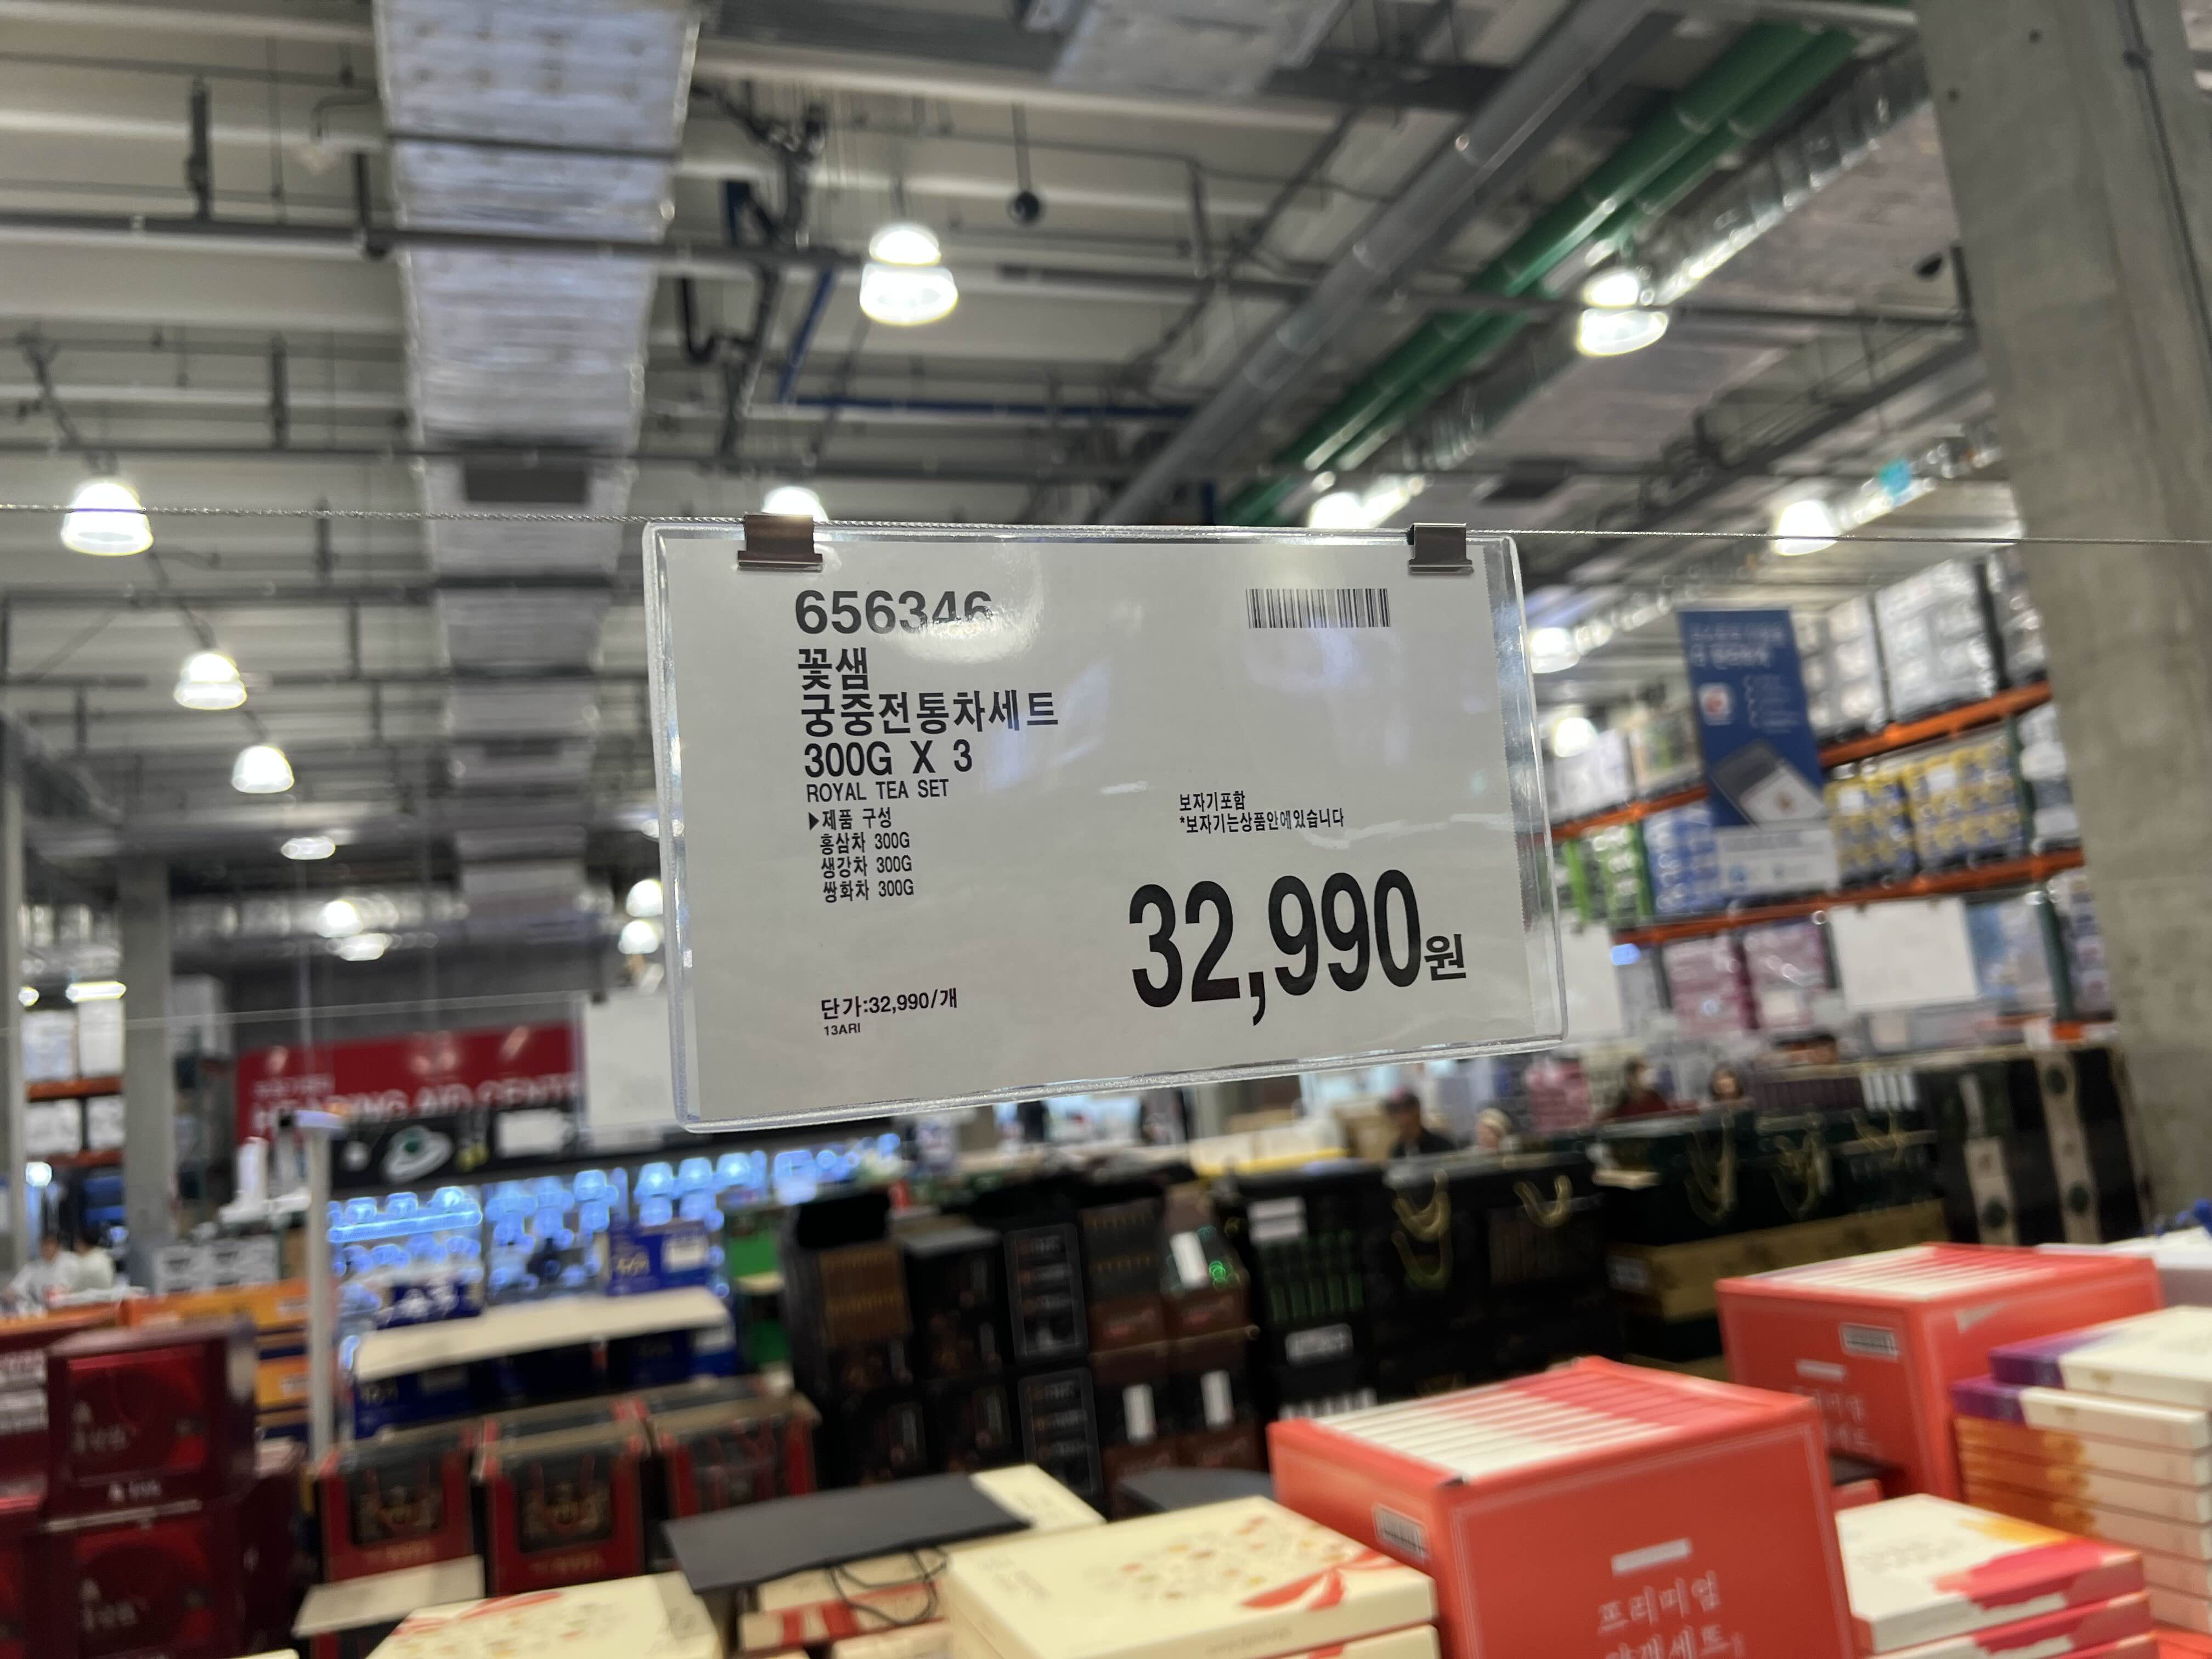 656346
꽃샘
궁중전통차세트
300G X 3
ROYAL TEA SET
▶제품 구성
홍삼차 300G
생강차 300G
쌍화차 300G
보자기포함
*보자기는상품안에있습니다
32,990원
단가:32,990/개
13ARI
HEARING AID CENT
프리미엄